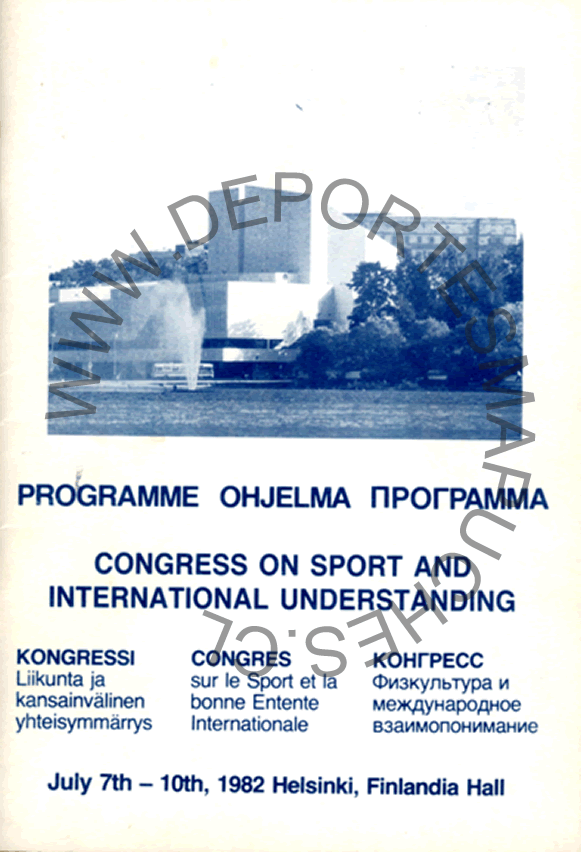 WWW.DEPORTESMAPUCHES.CL
PROGRAMME OHJELMA ПРОГРАММА
CONGRESS ON SPORT AND
INTERNATIONAL UNDERSTANDING
KONGRESSI
Liikunta ja
kansainvälinen
yhteisymmärrys
CONGRES
sur le Sport et la
bonne Entente
Internationale
КОНГРЕСС
Физкультура и
международное
взаимопонимание
July 7th – 10th, 1982 Helsinki, Finlandia Hall